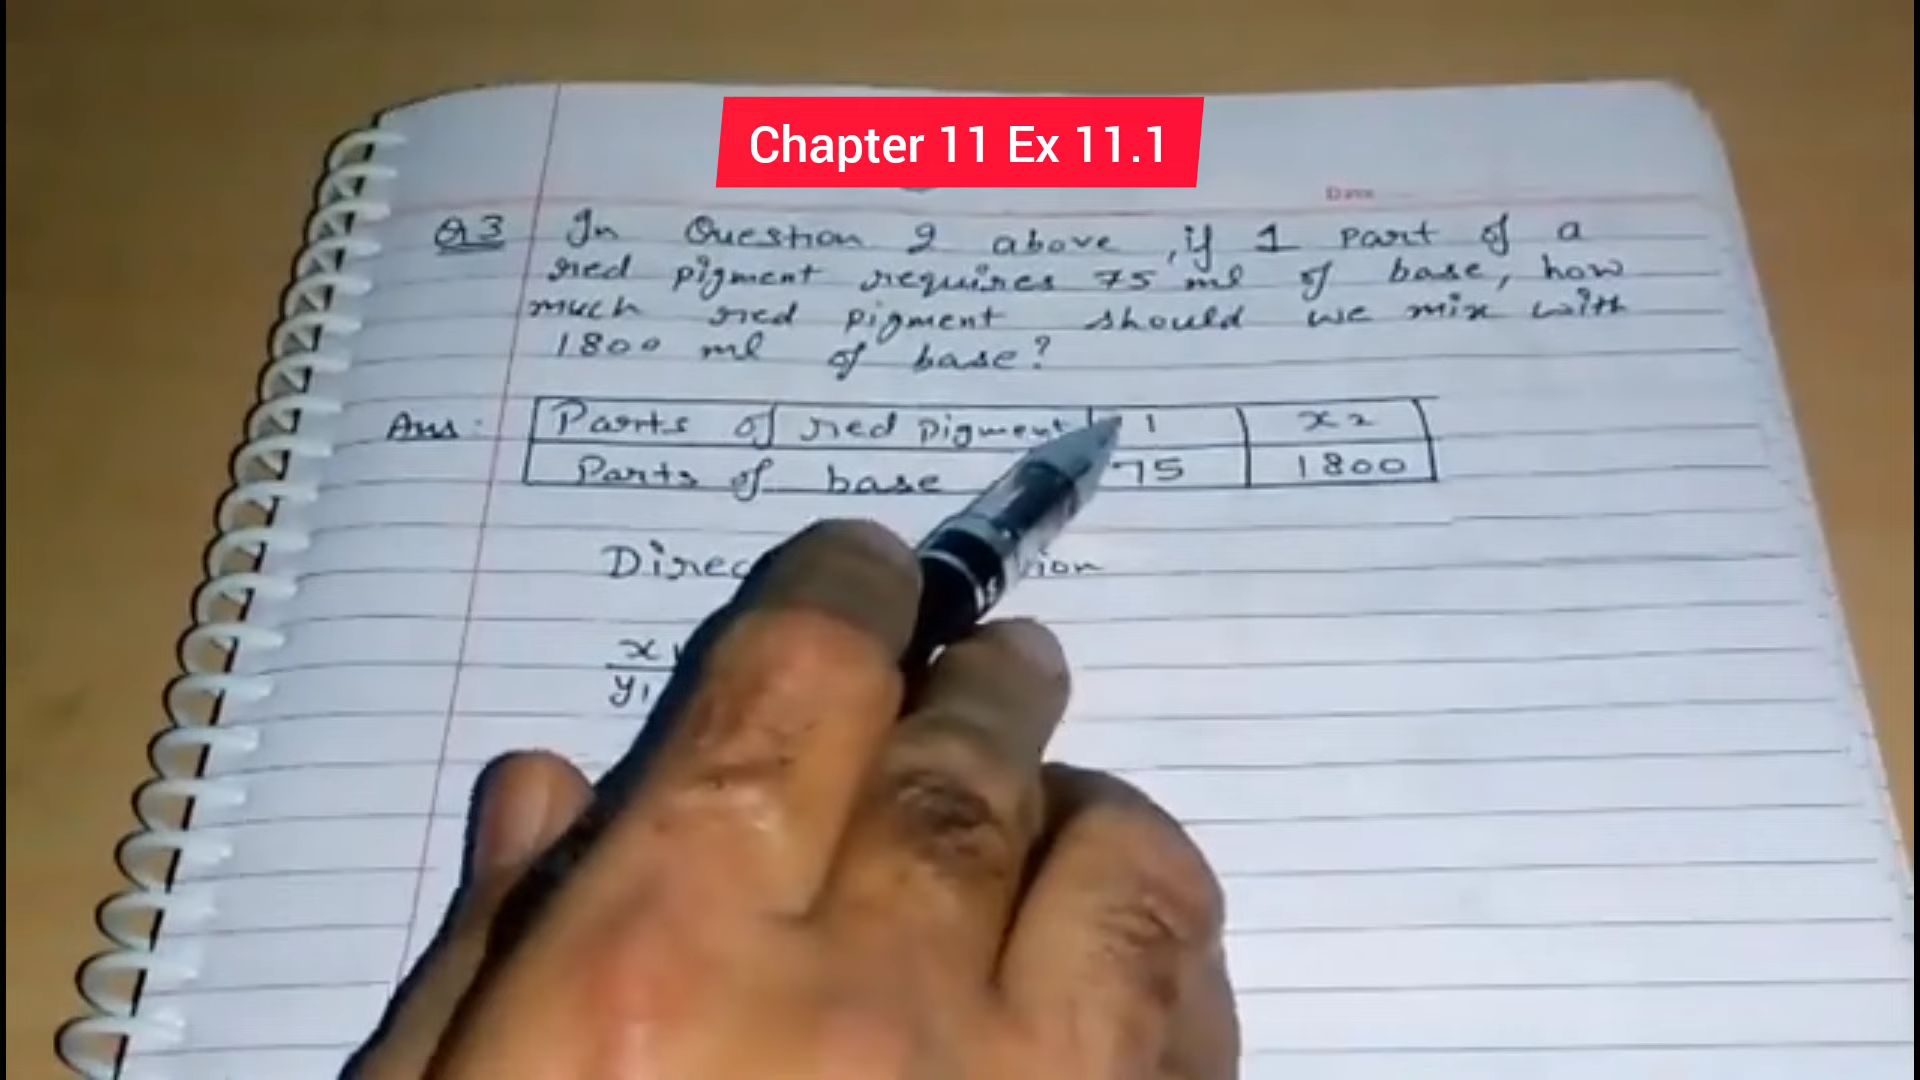 Chapter 11 Ex 11.1
Date
Q3 In Question 2 above, if 1 part of a
red pigment requires 75 ml of base, how
much red pigment should we mix with
1800 ml of base?
Ans: Parts of red pigment 1 x2
Parts of base 75 1800
x1
y1